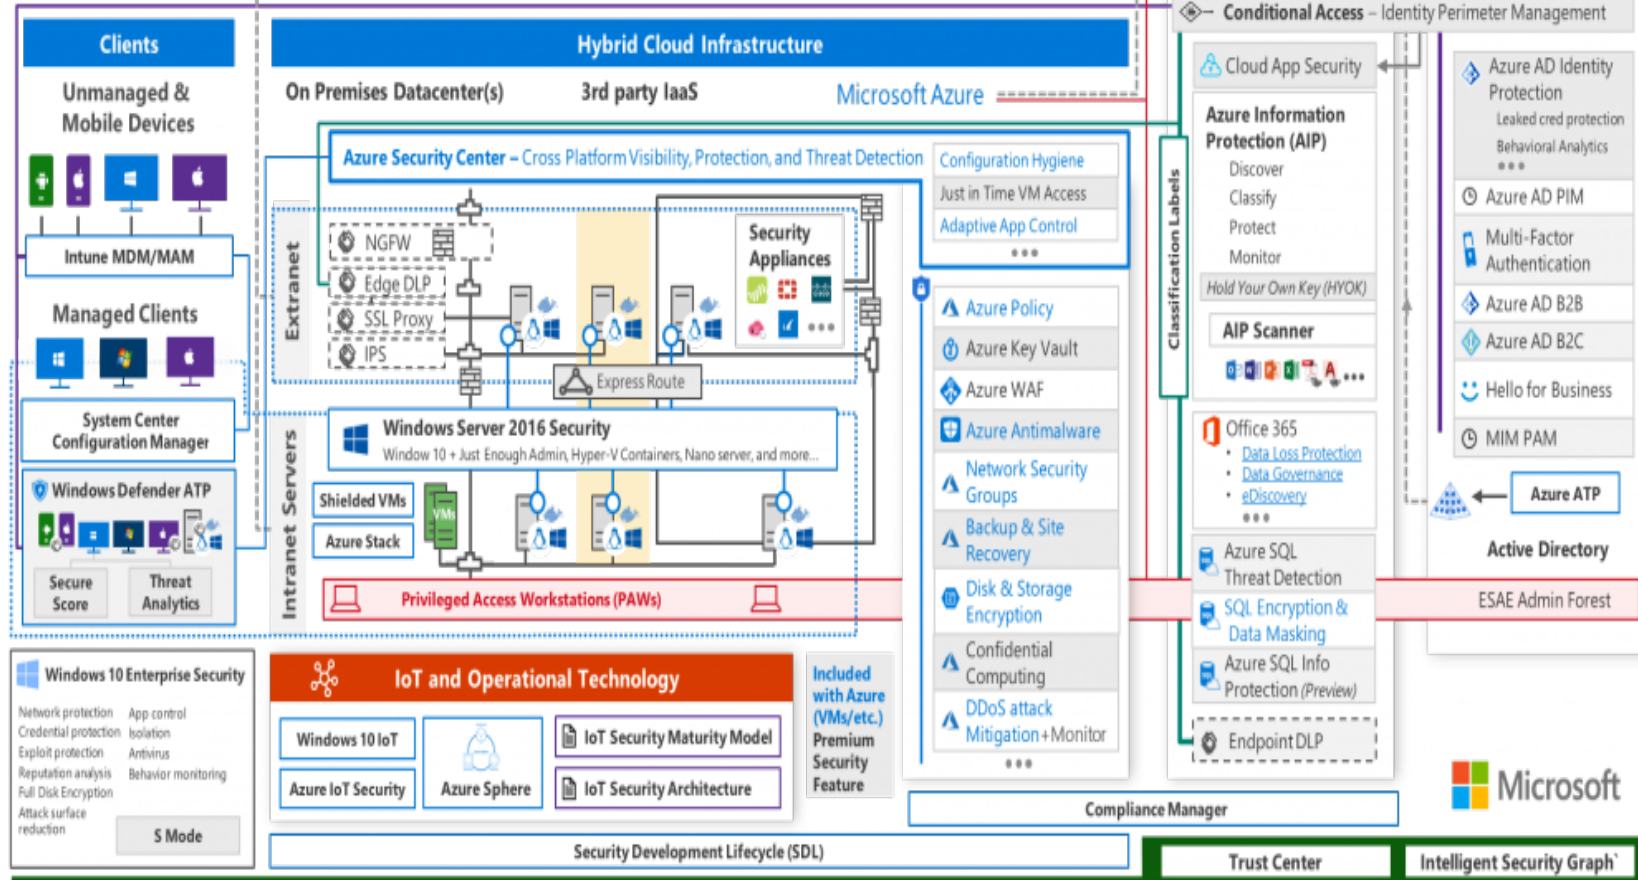 Conditional Access – Identity Perimeter Management
Clients
Unmanaged &
Mobile Devices
Intune MDM/MAM
Managed Clients
System Center
Configuration Manager
Windows Defender ATP
Secure
Score
Threat
Analytics
Windows 10 Enterprise Security
Network protection
Credential protection
Exploit protection
Reputation analysis
Full Disk Encryption
Attack surface
reduction
App control
Isolation
Antivirus
Behavior monitoring
S Mode
Hybrid Cloud Infrastructure
On Premises Datacenter(s)
3rd party IaaS
Microsoft Azure
Azure Security Center – Cross Platform Visibility, Protection, and Threat Detection
Configuration Hygiene
Just in Time VM Access
Adaptive App Control
Extranet
NGFW
Edge DLP
SSL Proxy
IPS
Security
Appliances
Express Route
Intranet Servers
Windows Server 2016 Security
Window 10 + Just Enough Admin, Hyper-V Containers, Nano server, and more...
Shielded VMs
Azure Stack
VMs
Privileged Access Workstations (PAWs)
Azure Policy
Azure Key Vault
Azure WAF
Azure Antimalware
Network Security
Groups
Backup & Site
Recovery
Disk & Storage
Encryption
Confidential
Computing
DDoS attack
Mitigation +Monitor
IoT and Operational Technology
Windows 10 IoT
Azure IoT Security
Azure Sphere
IoT Security Maturity Model
IoT Security Architecture
Included
with Azure
(VMs/etc.)
Premium
Security
Feature
Security Development Lifecycle (SDL)
Compliance Manager
Classification Labels
Cloud App Security
Azure Information
Protection (AIP)
Discover
Classify
Protect
Monitor
Hold Your Own Key (HYOK)
AIP Scanner
Office 365
• Data Loss Protection
• Data Governance
• eDiscovery
Azure SQL
Threat Detection
SQL Encryption &
Data Masking
Azure SQL Info
Protection (Preview)
Endpoint DLP
Azure AD Identity
Protection
Leaked cred protection
Behavioral Analytics
Azure AD PIM
Multi-Factor
Authentication
Azure AD B2B
Azure AD B2C
Hello for Business
MIM PAM
Azure ATP
Active Directory
ESAE Admin Forest
Microsoft
Trust Center
Intelligent Security Graph`